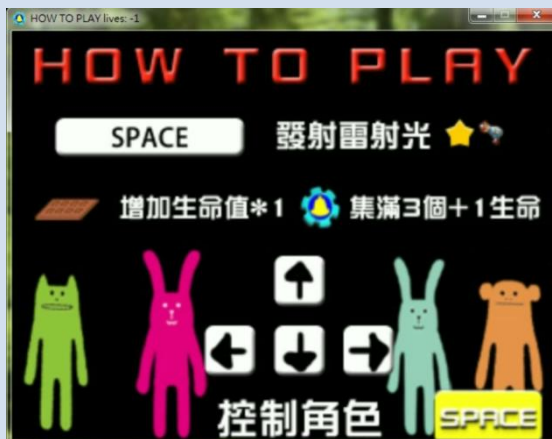 HOW TO PLAY lives: -1
HOW TO PLAY
SPACE 發射雷射光
增加生命值*1 集滿3個+1生命
控制角色
SPACE